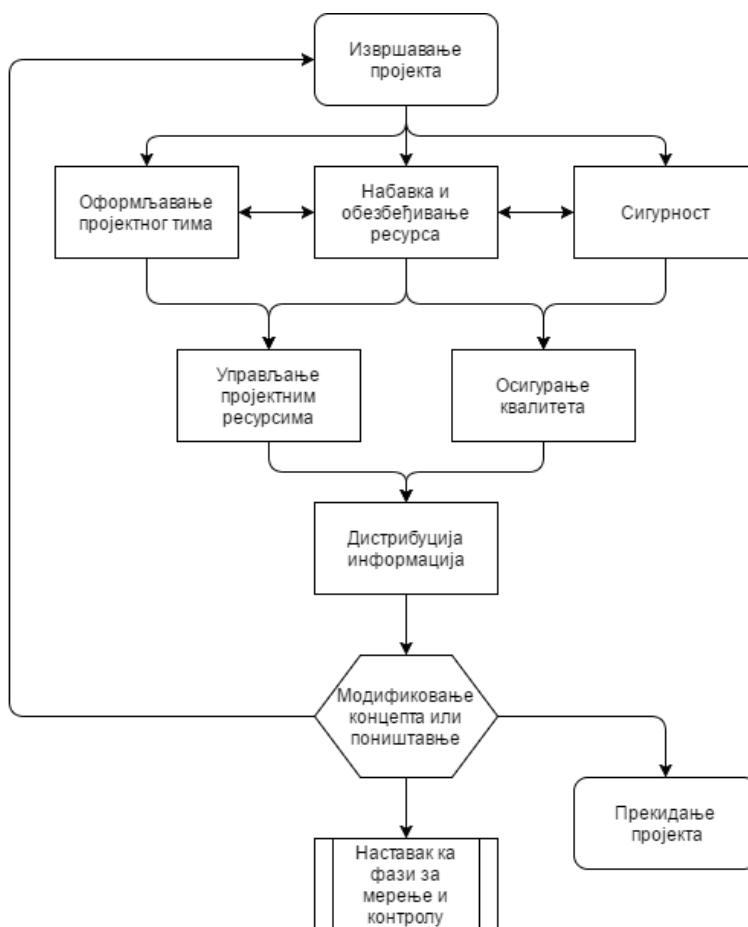 Извршавање
пројекта
Оформљавање
пројектног тима
Набавка и
обезбеђивање
ресурса
Сигурност
Управљање
пројектним
ресурсима
Осигурање
квалитета
Дистрибуција
информација
Модификовање
концепта или
поништавње
Прекидање
пројекта
Наставак ка
фази за
мерење и
контролу